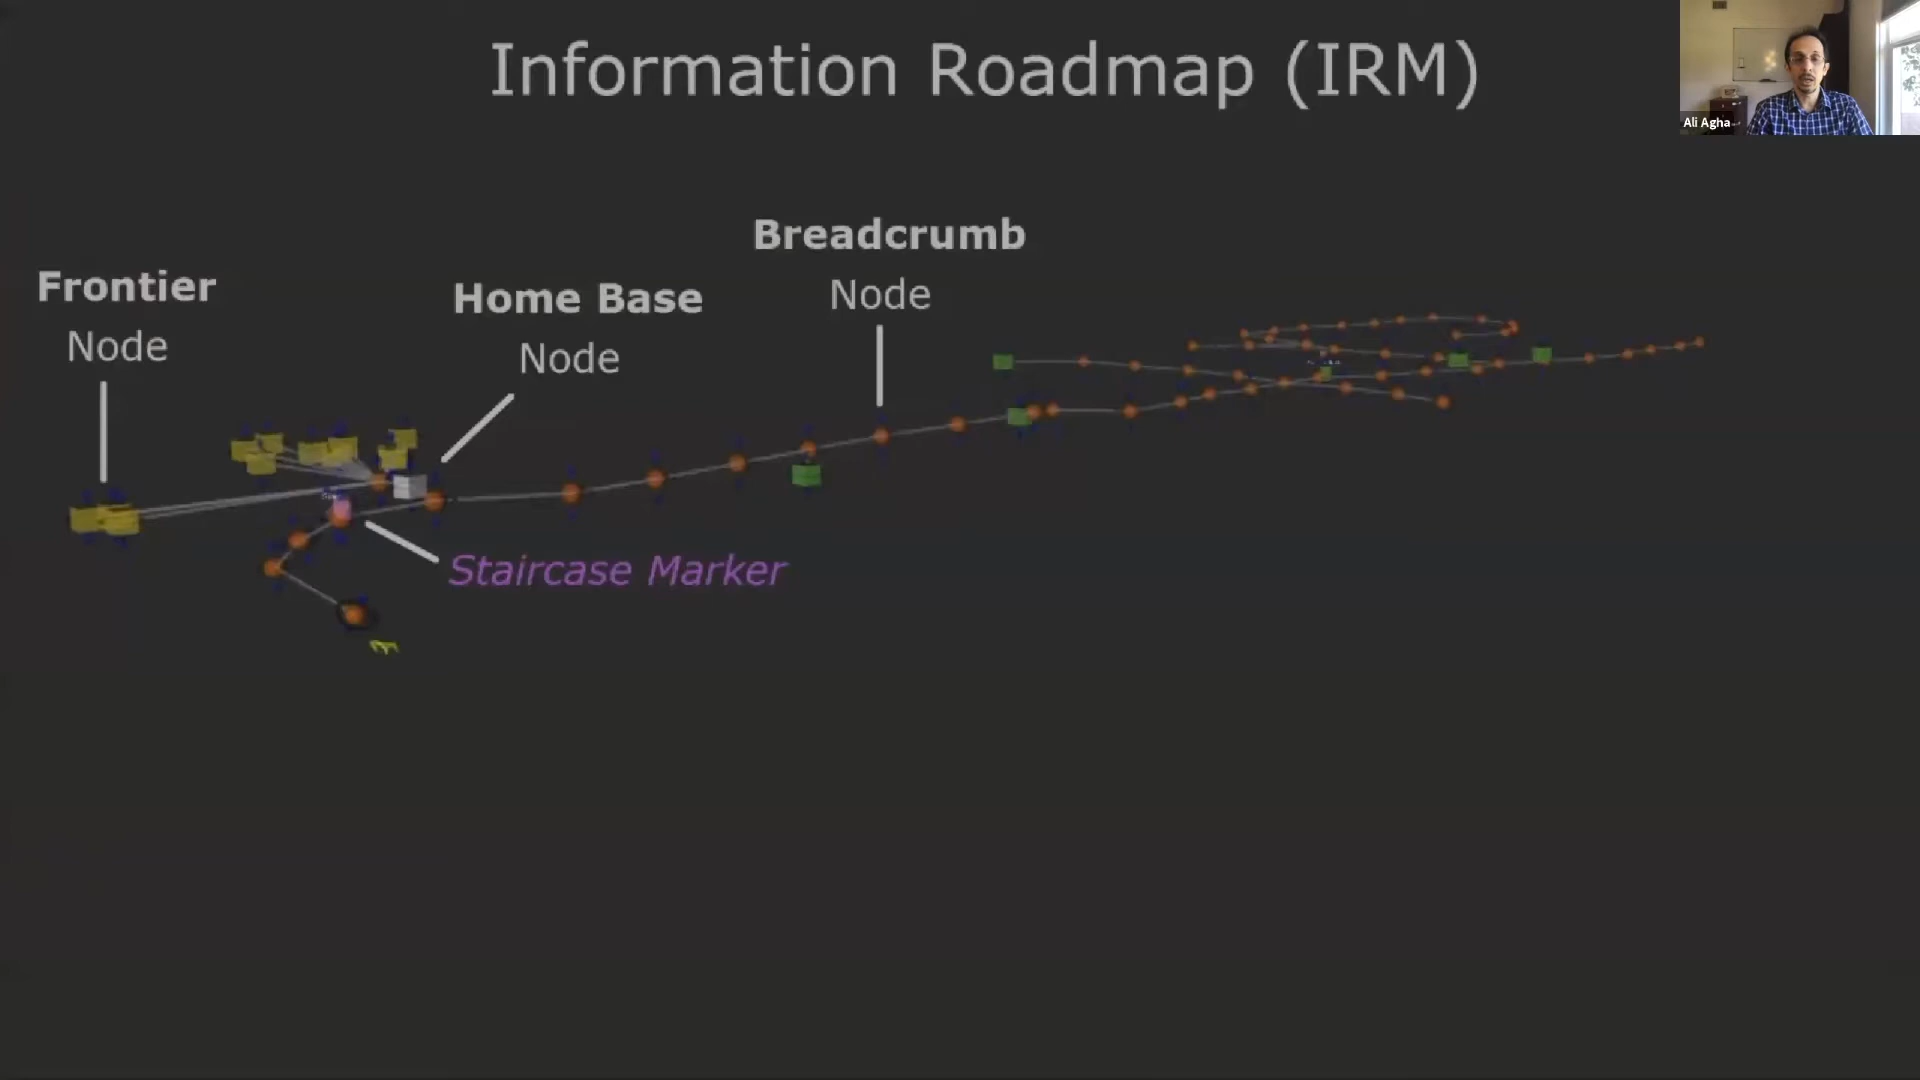 Information Roadmap (IRM)
Ali Agha
Breadcrumb
Node
Frontier
Node
Home Base
Node
Staircase Marker